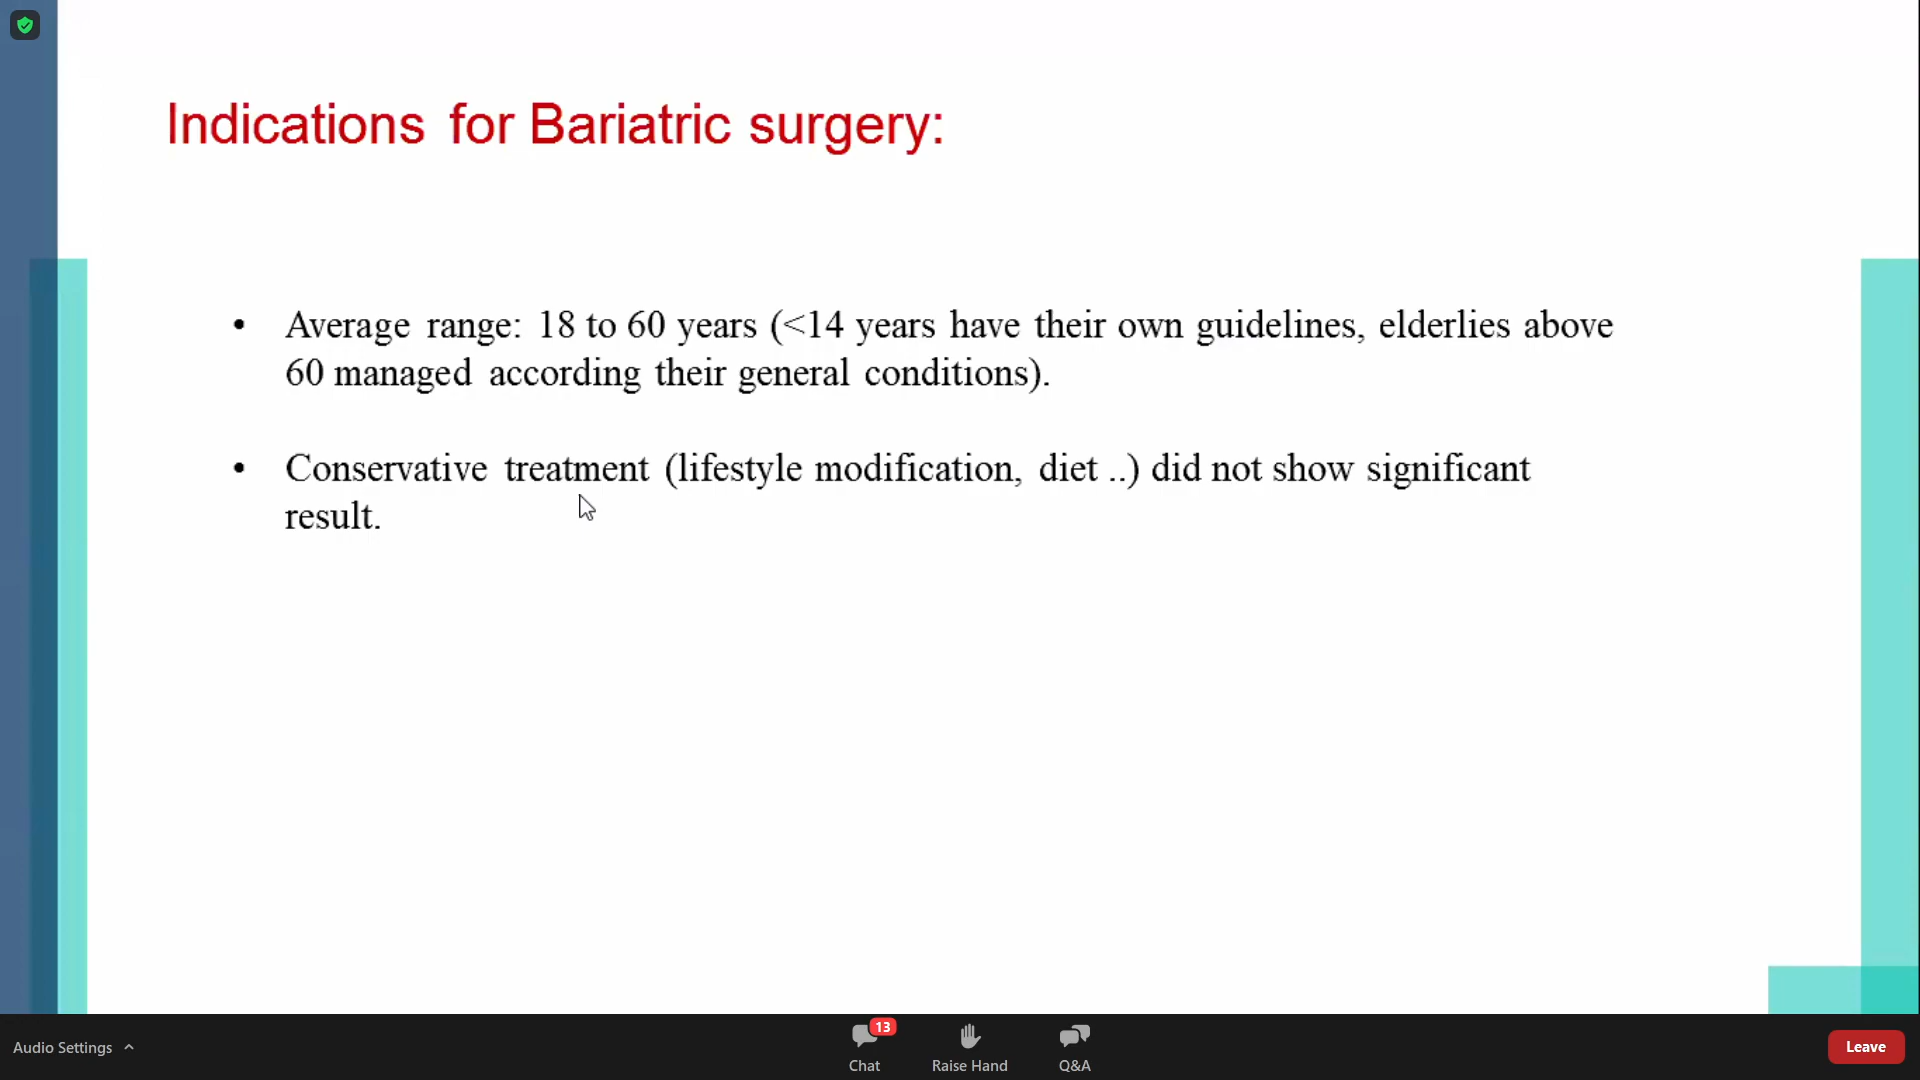 Indications for Bariatric surgery:
• Average range: 18 to 60 years (<14 years have their own guidelines, elderlies above
60 managed according their general conditions).
• Conservative treatment (lifestyle modification, diet ..) did not show significant
result.
Audio Settings
13
Chat
Raise Hand
Q&A
Leave